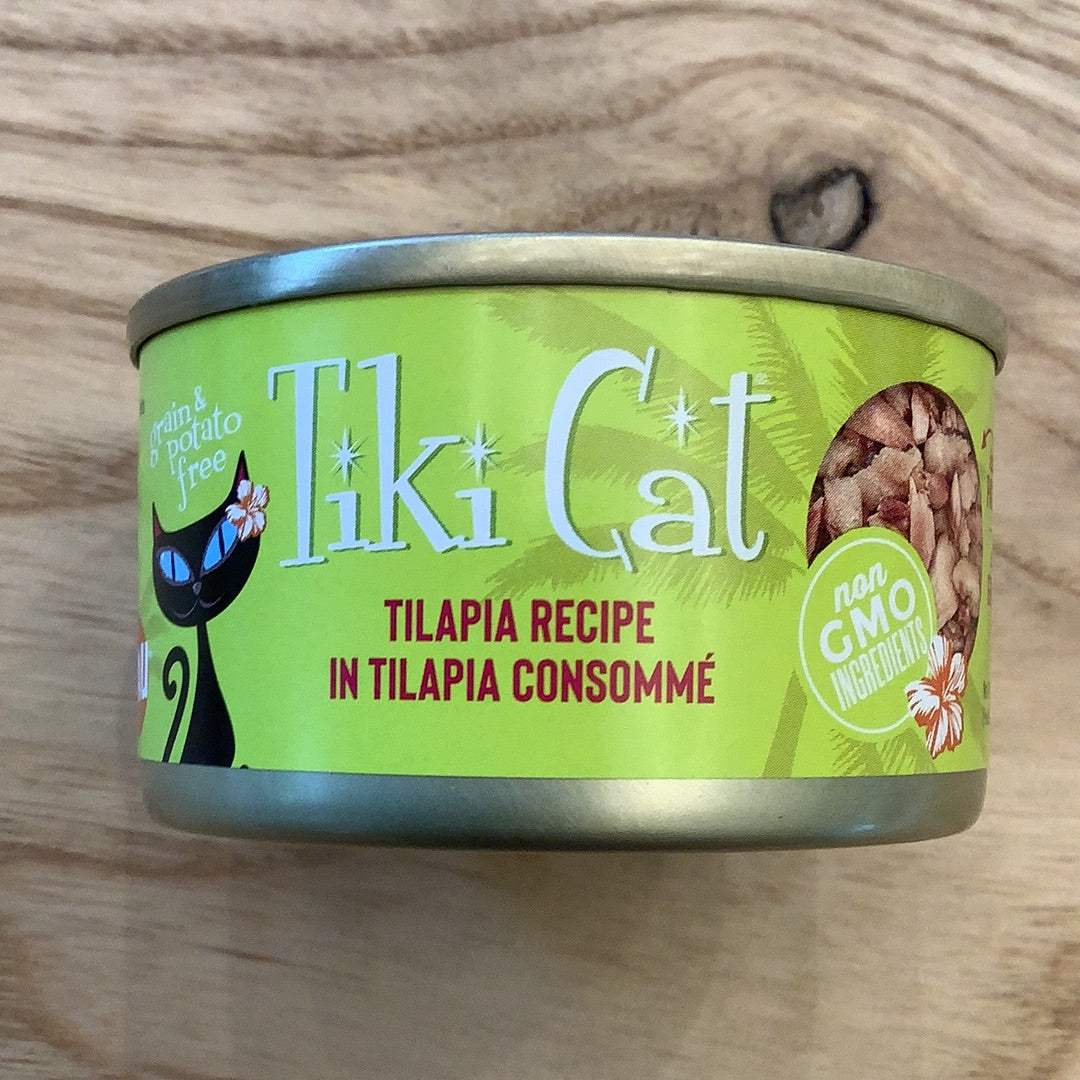 grain &
potato
free
Tiki Cat®
TILAPIA RECIPE
IN TILAPIA CONSOMMÉ
non
GMO
INGREDIENTS